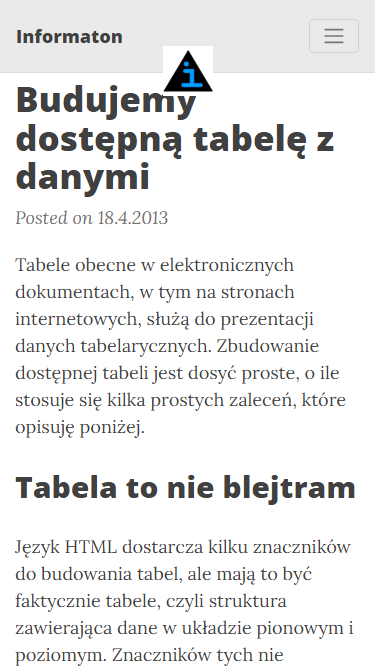 Informaton
i
Budujemy
dostępną tabelę z
danymi
Posted on 18.4.2013
Tabele obecne w elektronicznych
dokumentach, w tym na stronach
internetowych, służą do prezentacji
danych tabelarycznych. Zbudowanie
dostępnej tabeli jest dosyć proste, o ile
stosuje się kilka prostych zaleceń, które
opisuję poniżej.
Tabela to nie blejtram
Język HTML dostarcza kilku znaczników
do budowania tabel, ale mają to być
faktycznie tabele, czyli struktura
zawierająca dane w układzie pionowym i
poziomym. Znaczników tych nie